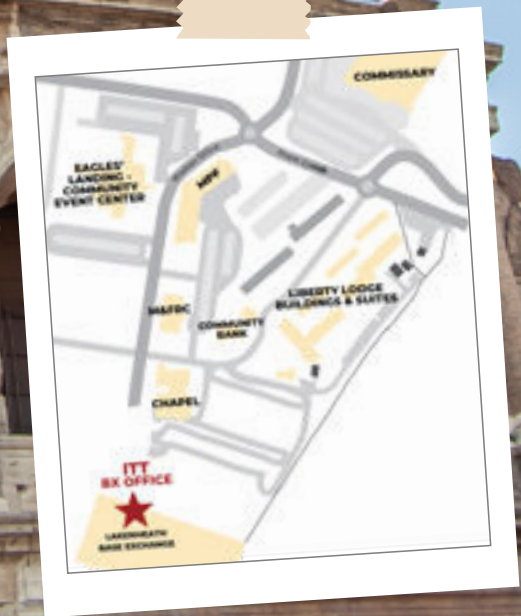 COMMISSARY
MPF
EAGLES'
LANDING -
COMMUNITY
EVENT CENTER
LIBERTY LODGE
BUILDINGS & SUITES
M&FRC
COMMUNITY
BANK
CHAPEL
ITT
BX OFFICE
LAKENHEATH
BASE EXCHANGE